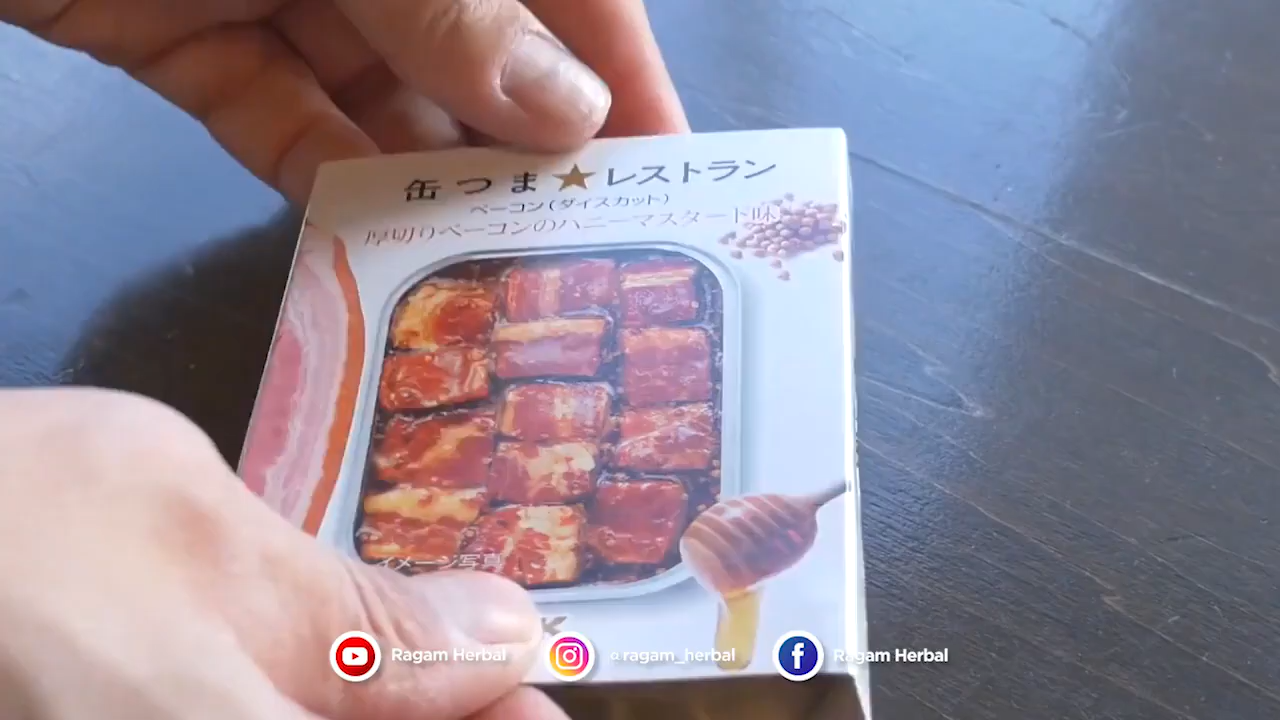 缶つま★レストラン
ベーコン(ダイスカット)
厚切りベーコンのハニーマスタード味
イメージ写真
K
Ragam Herbal
@ragam_herbal
Ragam Herbal